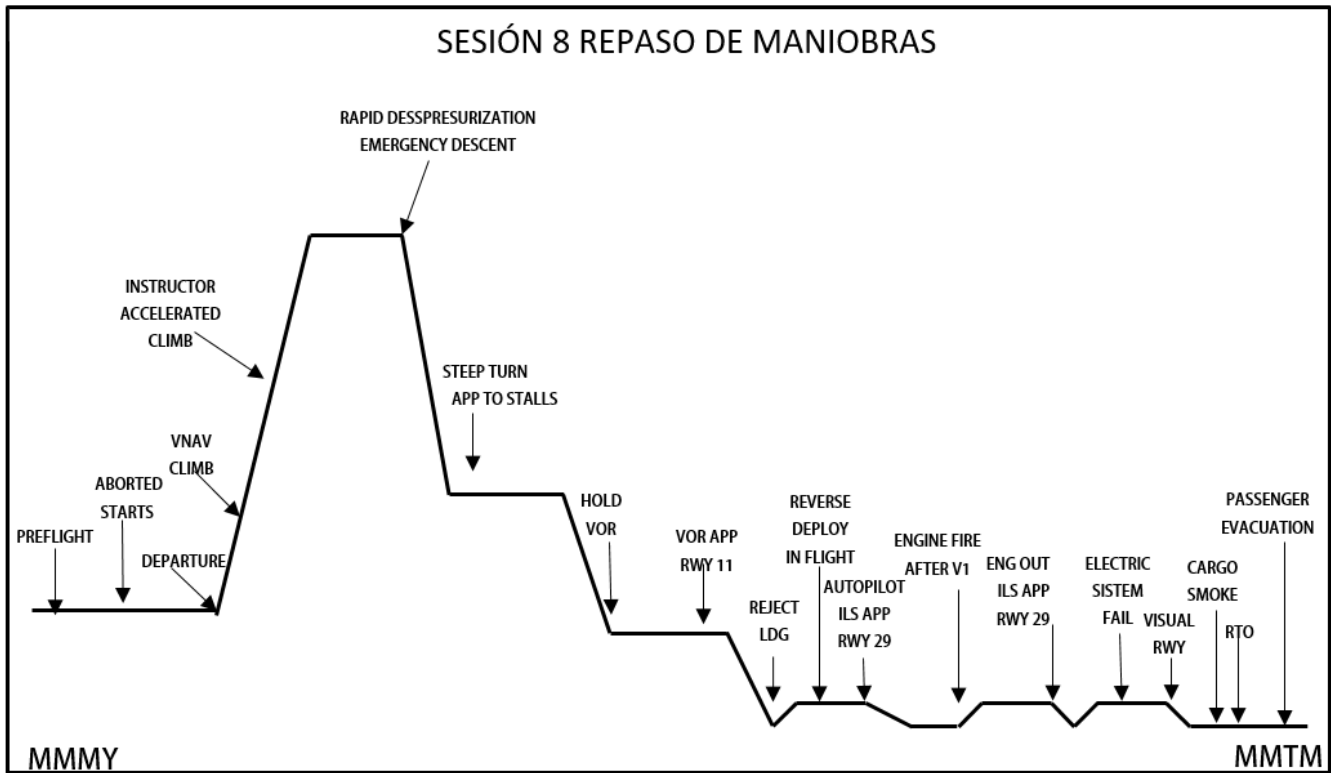 SESIÓN 8 REPASO DE MANIOBRAS
RAPID DESSPRESURIZATION
EMERGENCY DESCENT
INSTRUCTOR
ACCELERATED
CLIMB
STEEP TURN
APP TO STALLS
VNAV
CLIMB
ABORTED
STARTS
PREFLIGHT
DEPARTURE
HOLD
VOR
VOR APP
RWY 11
REJECT
LDG
REVERSE
DEPLOY
IN FLIGHT
AUTOPILOT
ILS APP
RWY 29
ENGINE FIRE
AFTER V1
ENG OUT
ILS APP
RWY 29
ELECTRIC
SISTEM
FAIL
VISUAL
RWY
CARGO
SMOKE
RTO
PASSENGER
EVACUATION
MMMY
MMTM